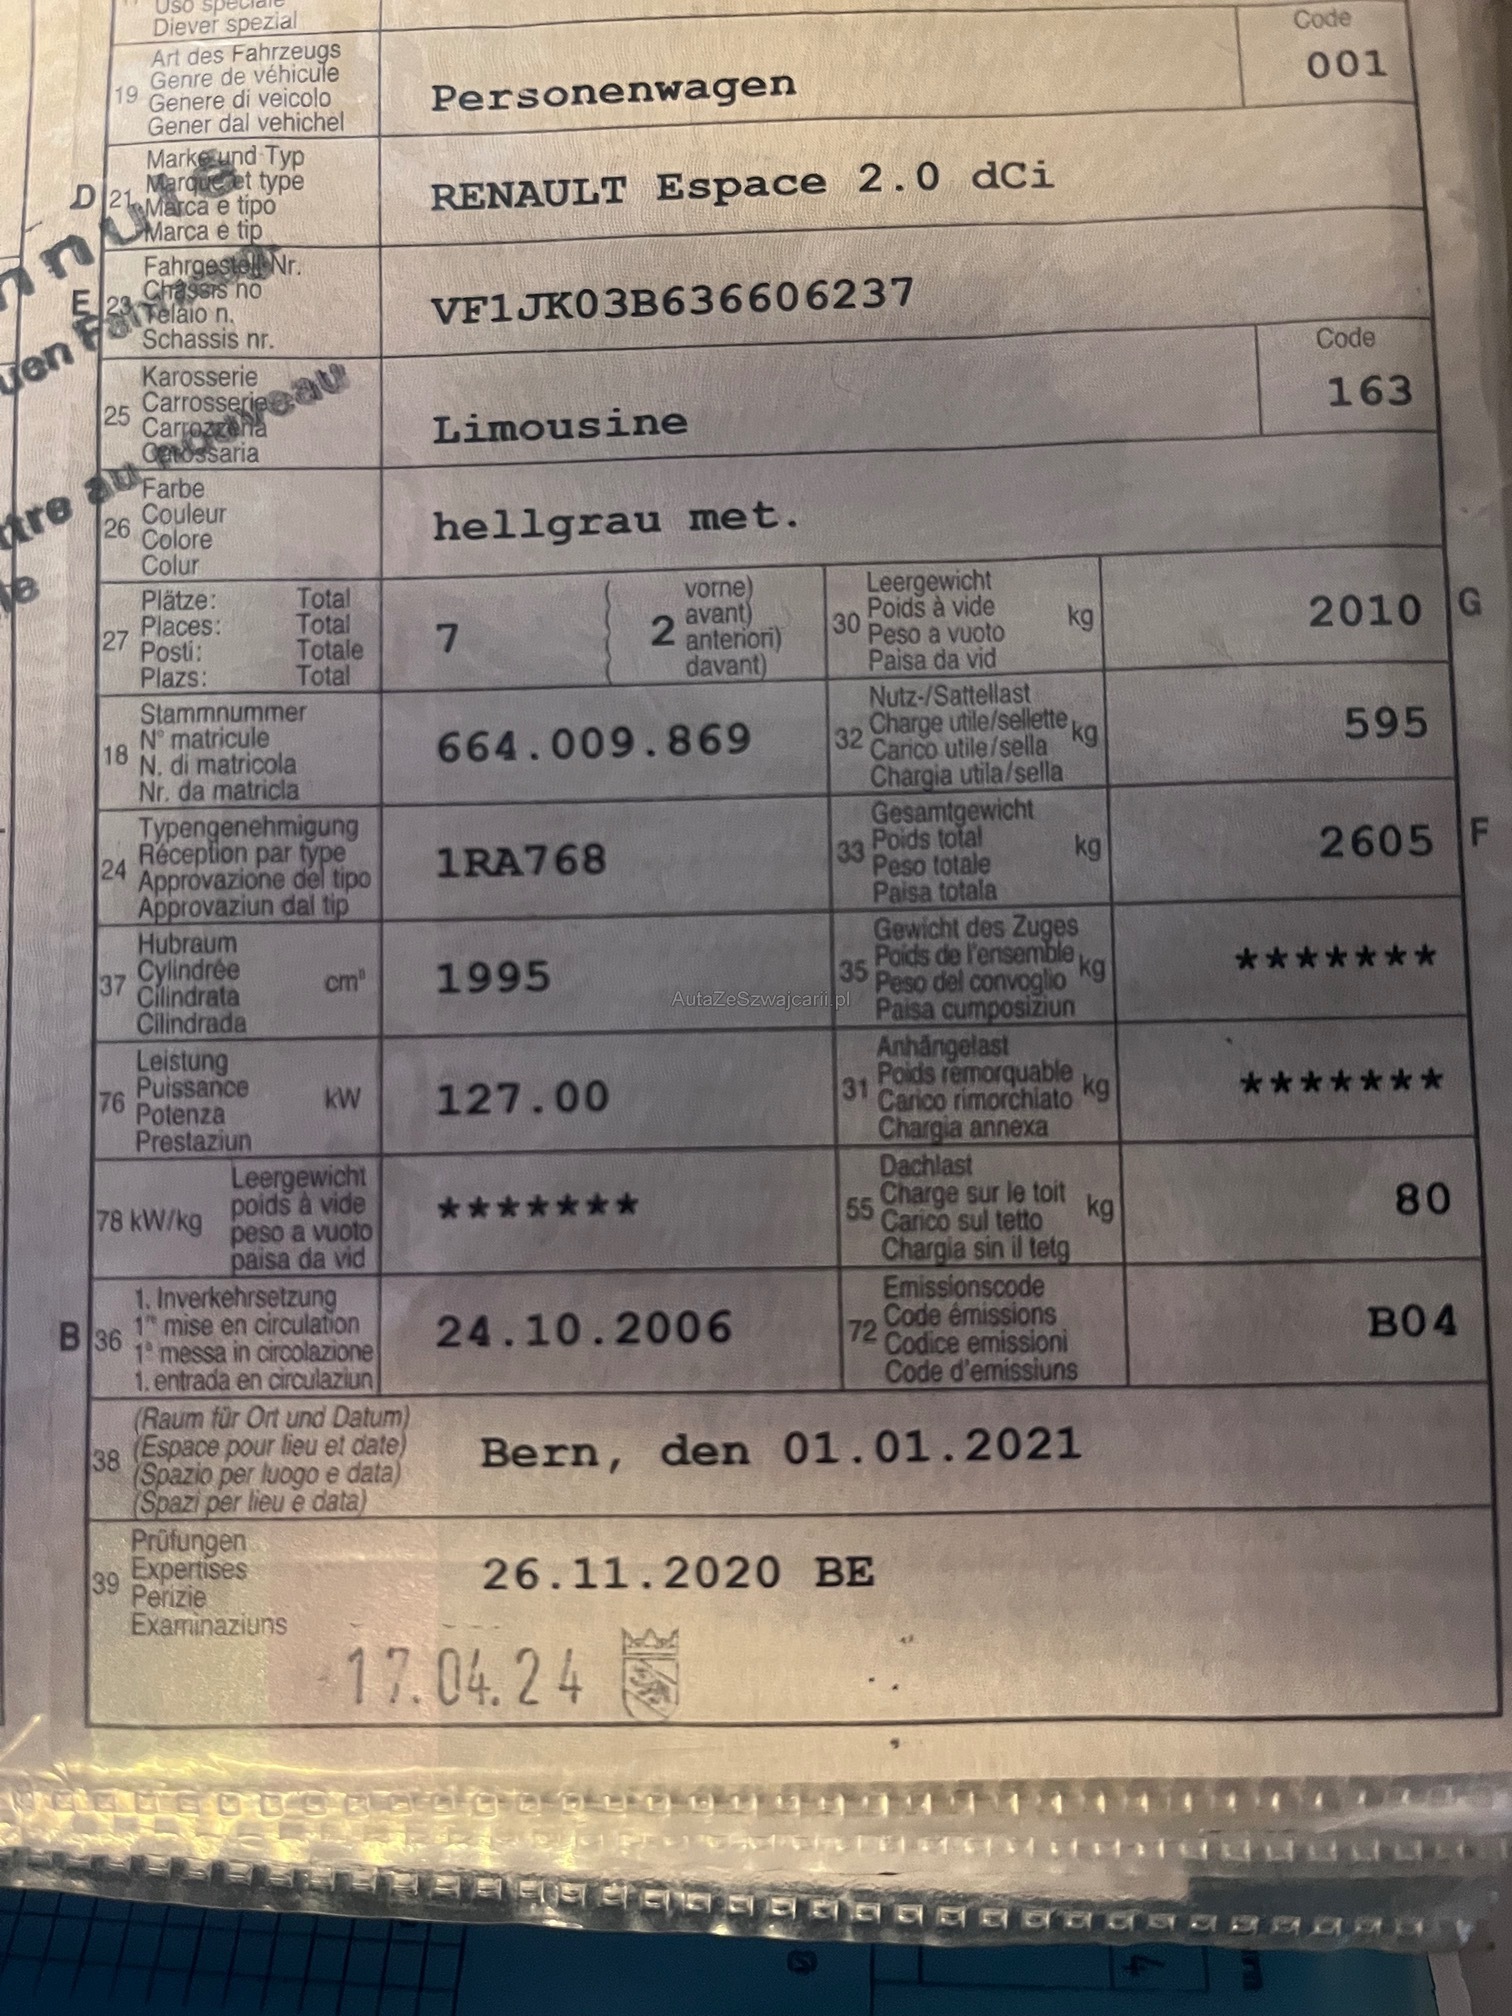 Uso speciale
Diever spezial
19 Art des Fahrzeugs
Genre de véhicule
Genere di veicolo
Gener dal vehichel
Personenwagen
Code
001
D 21 Marke und Typ
Marque et type
Marca e tipo
Marca e tip
RENAULT Espace 2.0 dCi
E 23 Fahrgestell-Nr.
Châssis no
Telaio n.
Schassis nr.
VF1JK03B636606237
25 Karosserie
Carrosserie
Carrozzeria
Carossaria
Limousine
Code
163
nouveau
26 Farbe
Couleur
Colore
Colur
hellgrau met.
27 Plätze: Total
Places: Total
Posti: Totale
Plazs: Total
7
2
vorne)
avant)
anteriori)
davant)
30 Leergewicht
Poids à vide
Peso a vuoto
Paisa da vid
kg
2010 G
18 Stammnummer
N° matricule
N. di matricola
Nr. da matricla
664.009.869
32 Nutz-/Sattellast
Charge utile/sellette
Carico utile/sella
Chargia utila/sella
kg
595
24 Typengenehmigung
Réception par type
Approvazione del tipo
Approvaziun dal tip
1RA768
33 Gesamtgewicht
Poids total
Peso totale
Paisa totala
kg
2605 F
37 Hubraum
Cylindrée
Cilindrata
Cilindrada
cm³
1995
35 Gewicht des Zuges
Poids de l'ensemble
Peso del convoglio
Paisa cumposiziun
kg
*******
AutaZeSzwajcarii.pl
76 Leistung
Puissance
Potenza
Prestaziun
kW
127.00
31 Anhängelast
Poids remorquable
Carico rimorchiato
Chargia annexa
kg
*******
78 kW/kg
Leergewicht
poids à vide
peso a vuoto
paisa da vid
*******
55 Dachlast
Charge sur le toit
Carico sul tetto
Chargia sin il tetg
kg
80
B 36 1. Inverkehrsetzung
1re mise en circulation
1a messa in circolazione
1. entrada en circulaziun
24.10.2006
72 Emissionscode
Code émissions
Codice emissioni
Code d'emissiuns
B04
38 (Raum für Ort und Datum)
(Espace pour lieu et date)
(Spazio per luogo e data)
(Spazi per lieu e data)
Bern, den 01.01.2021
39 Prüfungen
Expertises
Perizie
Examinaziuns
26.11.2020 BE
17.04.24